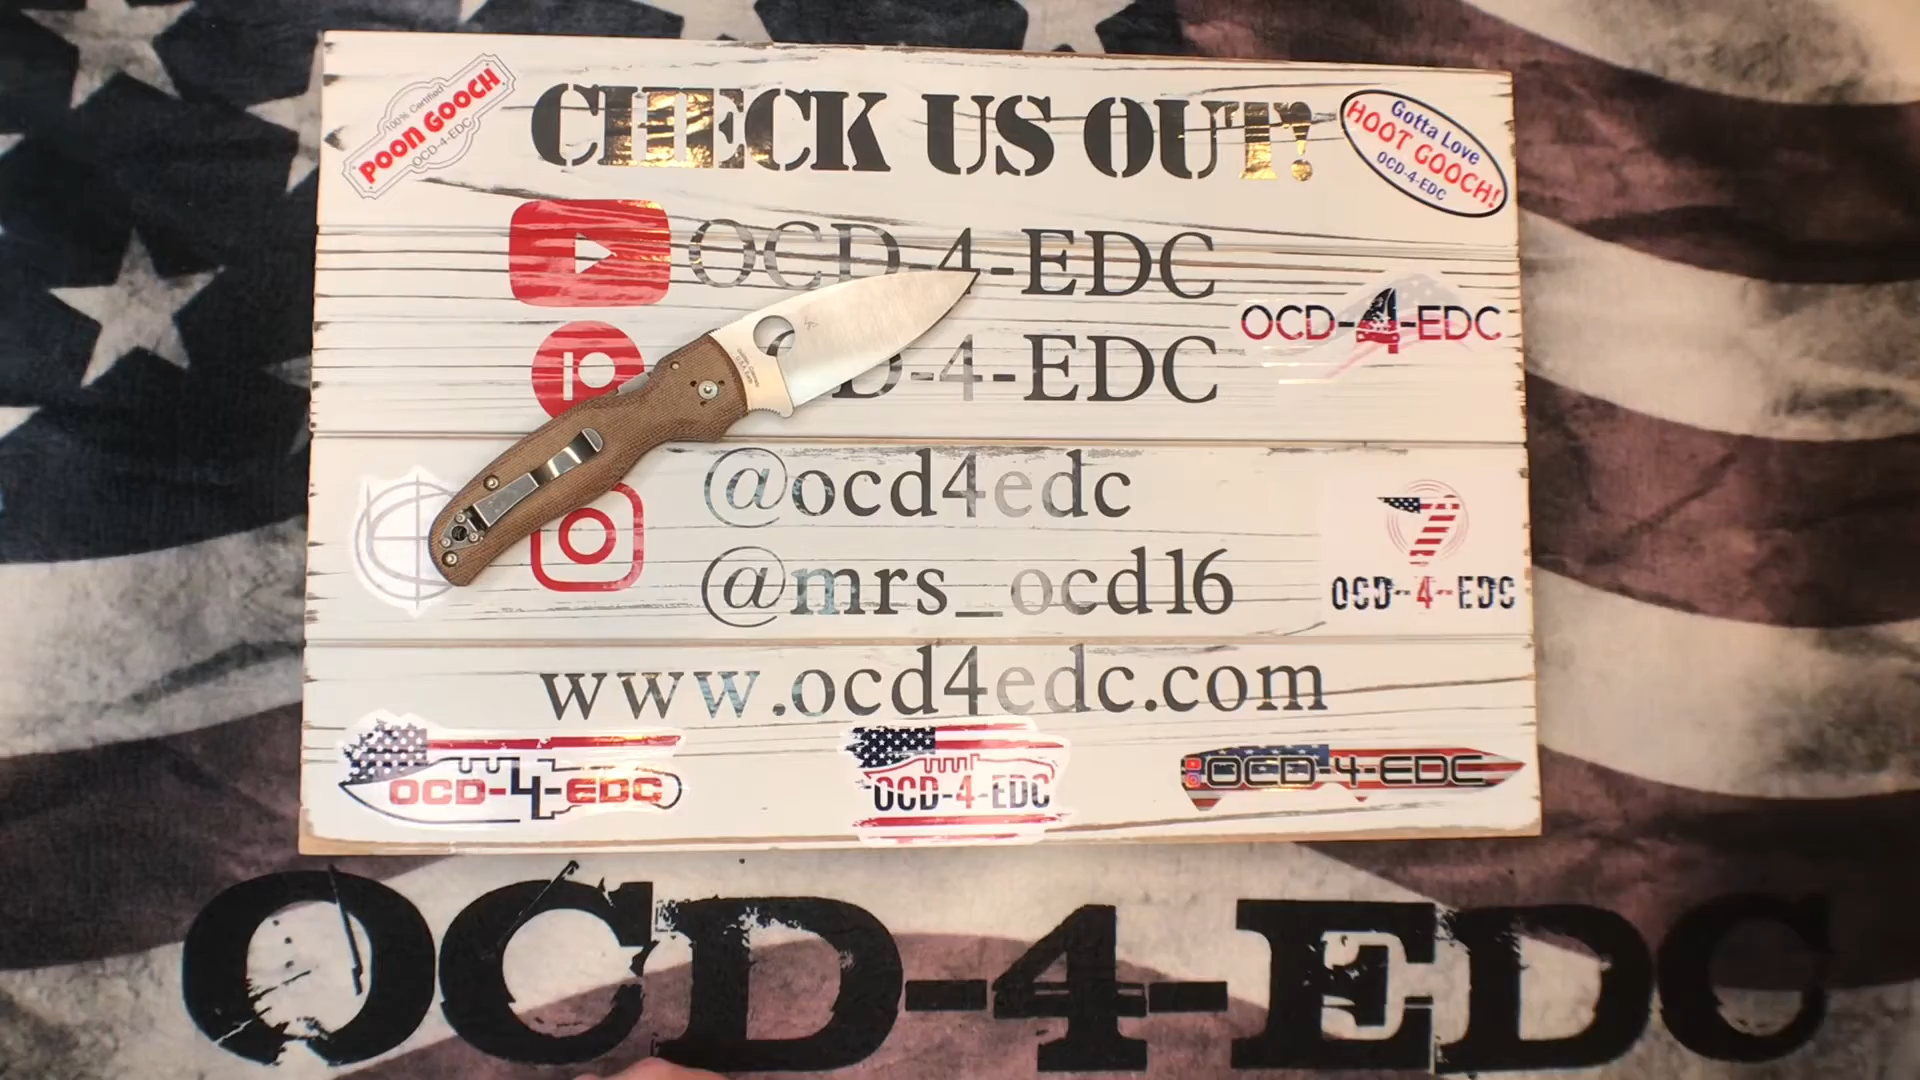 100% Certified
POON GOOCH
OCD-4-EDC
CHECK US OUT!
Gotta Love
HOOT GOOCH!
OCD-4-EDC
OCD-4-EDC
D-4-EDC
OCD-4-EDC
@ocd4edc
@mrs_ocd16
7
OCD-4-EDC
www.ocd4edc.com
OCD-4-EDC
OCD-4-EDC
OCD-4-EDC
OCD-4-EDC